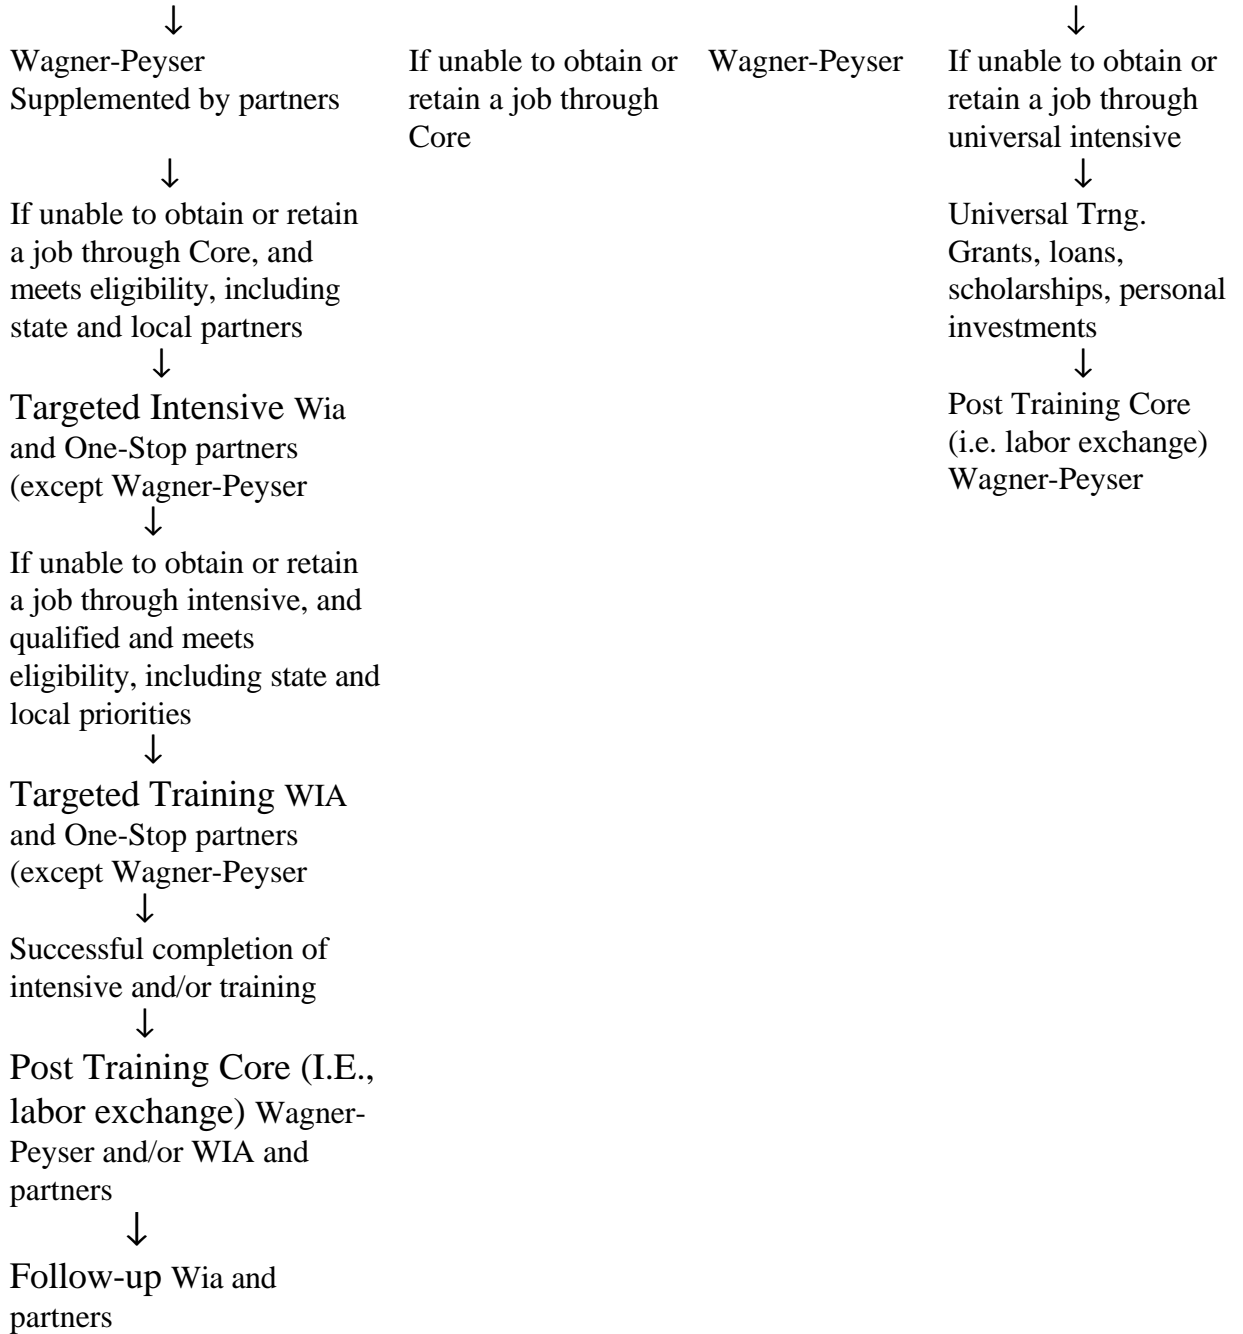 ↓
Wagner-Peyser
Supplemented by partners
↓
If unable to obtain or retain
a job through Core, and
meets eligibility, including
state and local partners
↓
Targeted Intensive Wia
and One-Stop partners
(except Wagner-Peyser
↓
If unable to obtain or retain
a job through intensive, and
qualified and meets
eligibility, including state and
local priorities
↓
Targeted Training WIA
and One-Stop partners
(except Wagner-Peyser
↓
Successful completion of
intensive and/or training
↓
Post Training Core (I.E.,
labor exchange) Wagner-
Peyser and/or WIA and
partners
↓
Follow-up Wia and
partners
If unable to obtain or
retain a job through
Core
Wagner-Peyser
↓
If unable to obtain or
retain a job through
universal intensive
↓
Universal Trng.
Grants, loans,
scholarships, personal
investments
↓
Post Training Core
(i.e. labor exchange)
Wagner-Peyser